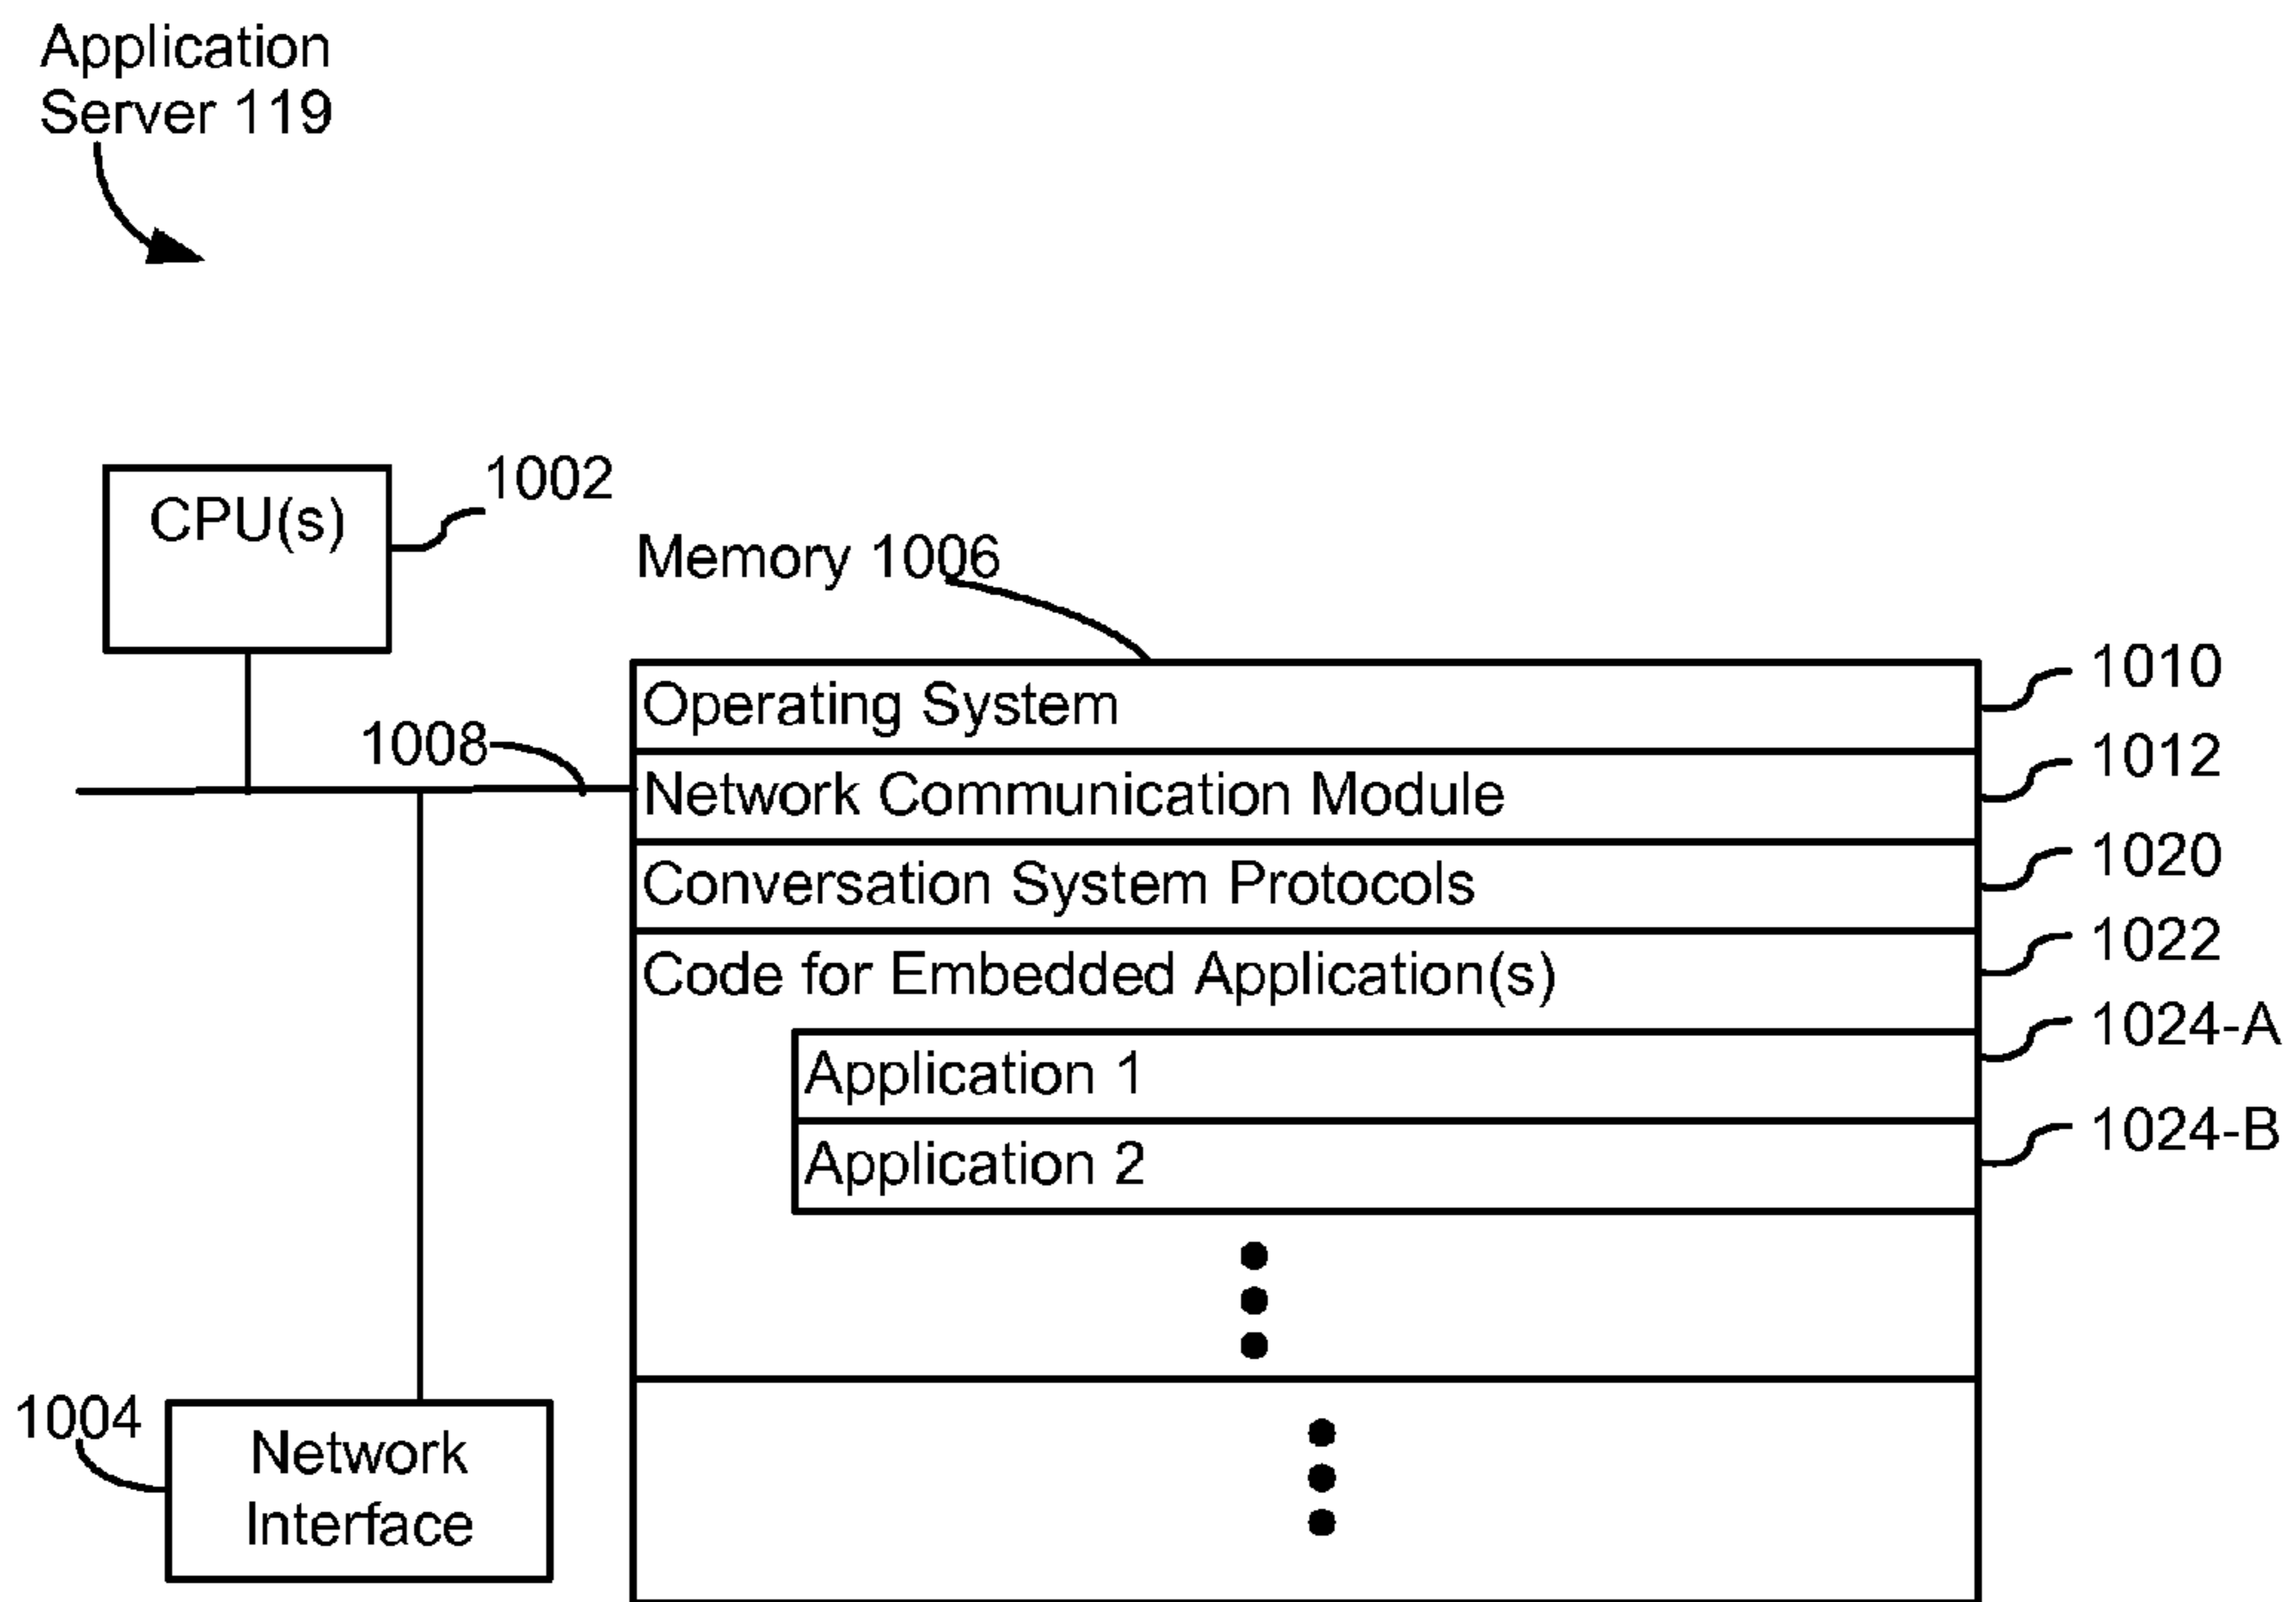 Application
Server 119
CPU(s)
1002
Memory 1006
1008
Operating System
1010
Network Communication Module
1012
Conversation System Protocols
1020
Code for Embedded Application(s)
1022
Application 1
1024-A
Application 2
1024-B
1004
Network
Interface